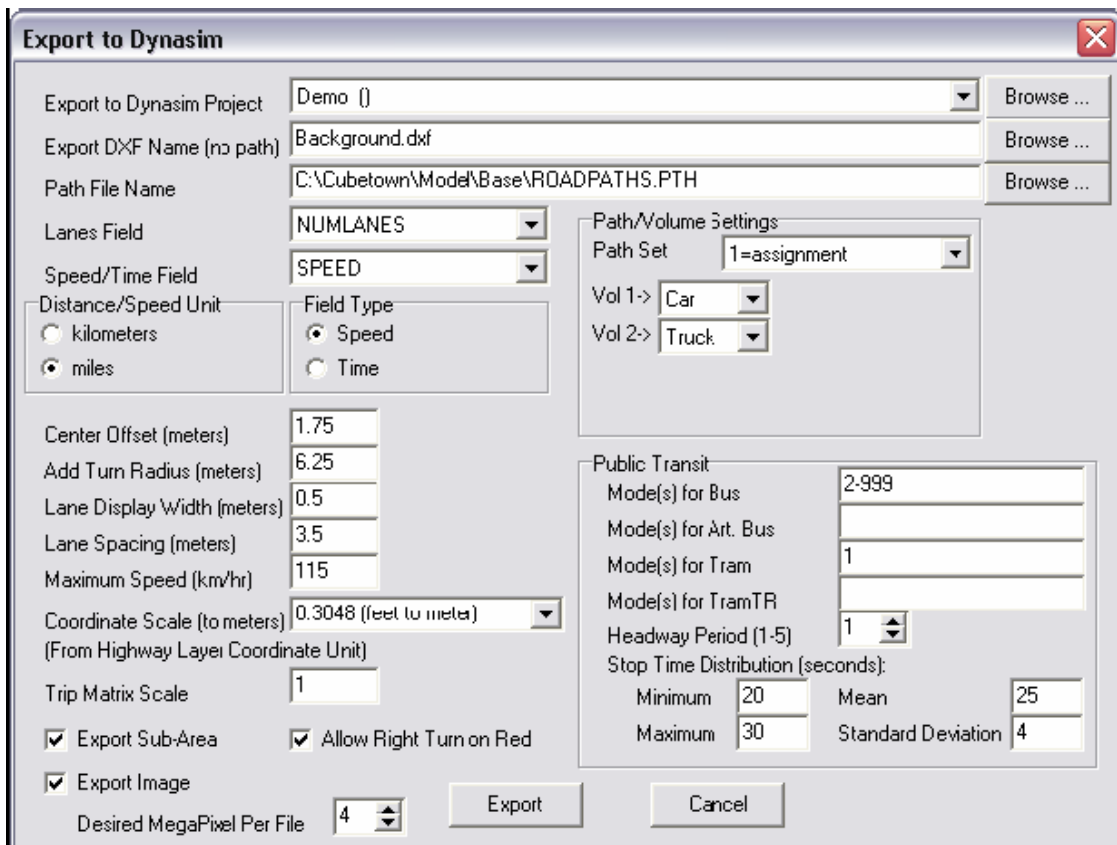 Export to Dynasim
Export to Dynasim Project Demo () Browse ...
Export DXF Name (no path) Background.dxf Browse ...
Path File Name C:\Cubetown\Model\Base\ROADPATHS.PTH Browse ...
Lanes Field NUMLANES
Speed/Time Field SPEED
Distance/Speed Unit
kilometers
miles
Field Type
Speed
Time
Path/Volume Settings
Path Set 1=assignment
Vol 1-> Car
Vol 2-> Truck
Center Offset (meters) 1.75
Add Turn Radius (meters) 6.25
Lane Display Width (meters) 0.5
Lane Spacing (meters) 3.5
Maximum Speed (km/hr) 115
Coordinate Scale (to meters) 0.3048 (feet to meter)
(From Highway Layer Coordinate Unit)
Trip Matrix Scale 1
Public Transit
Mode(s) for Bus 2-999
Mode(s) for Art. Bus
Mode(s) for Tram 1
Mode(s) for TramTR
Headway Period (1-5) 1
Stop Time Distribution (seconds):
Minimum 20 Mean 25
Maximum 30 Standard Deviation 4
Export Sub-Area Allow Right Turn on Red
Export Image
Desired MegaPixel Per File 4
Export Cancel